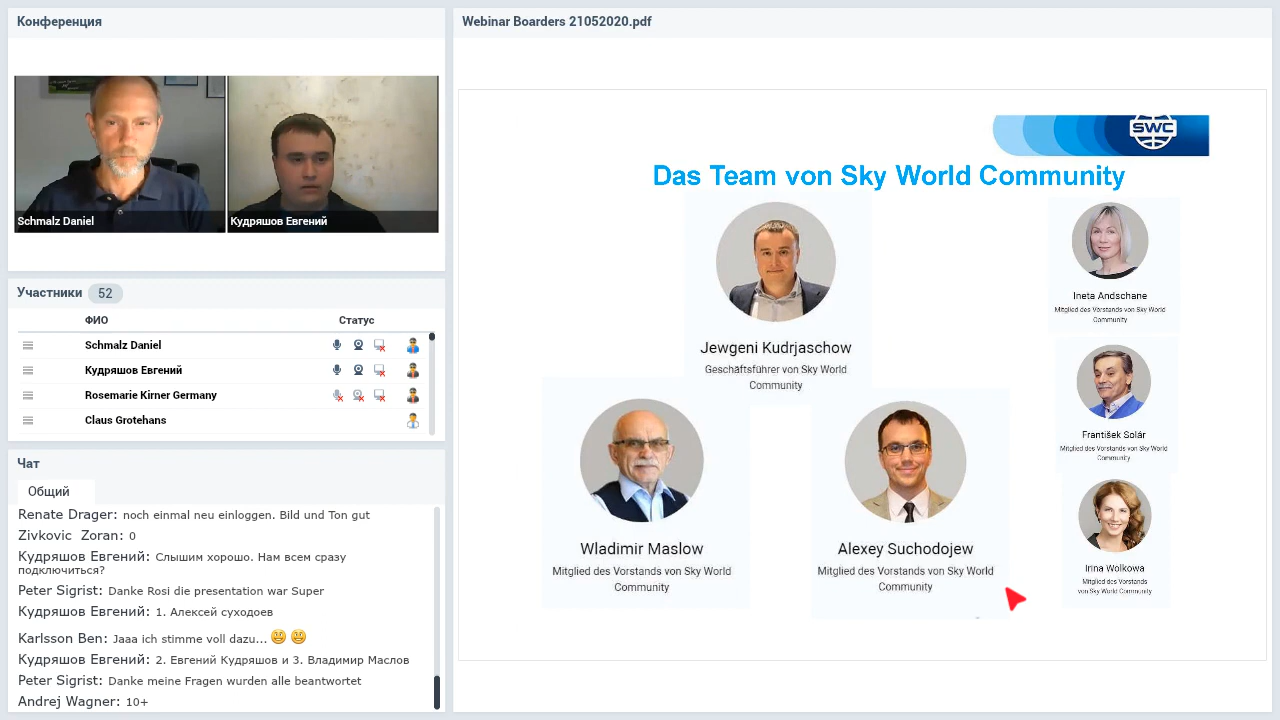 Конференция
Schmalz Daniel
Кудряшов Евгений
Участники 52
ФИО Статус
Schmalz Daniel
Кудряшов Евгений
Rosemarie Kirner Germany
Claus Grotehans
Чат
Общий
Renate Drager: noch einmal neu einloggen. Bild und Ton gut
Zivkovic Zoran: 0
Кудряшов Евгений: Слышим хорошо. Нам всем сразу
подключиться?
Peter Sigrist: Danke Rosi die presentation war Super
Кудряшов Евгений: 1. Алексей суходоев
Karlsson Ben: Jaaa ich stimme voll dazu...
Кудряшов Евгений: 2. Евгений Кудряшов и 3. Владимир Маслов
Peter Sigrist: Danke meine Fragen wurden alle beantwortet
Andrej Wagner: 10+
Webinar Boarders 21052020.pdf
SWC
Das Team von Sky World Community
Jewgeni Kudrjaschow
Geschäftsführer von Sky World
Community
Wladimir Maslow
Mitglied des Vorstands von Sky World
Community
Alexey Suchodojew
Mitglied des Vorstands von Sky World
Community
Ineta Andschane
Mitglied des Vorstands von Sky World
Community
František Solár
Mitglied des Vorstands von Sky World
Community
Irina Wolkowa
Mitglied des Vorstands
von Sky World Community